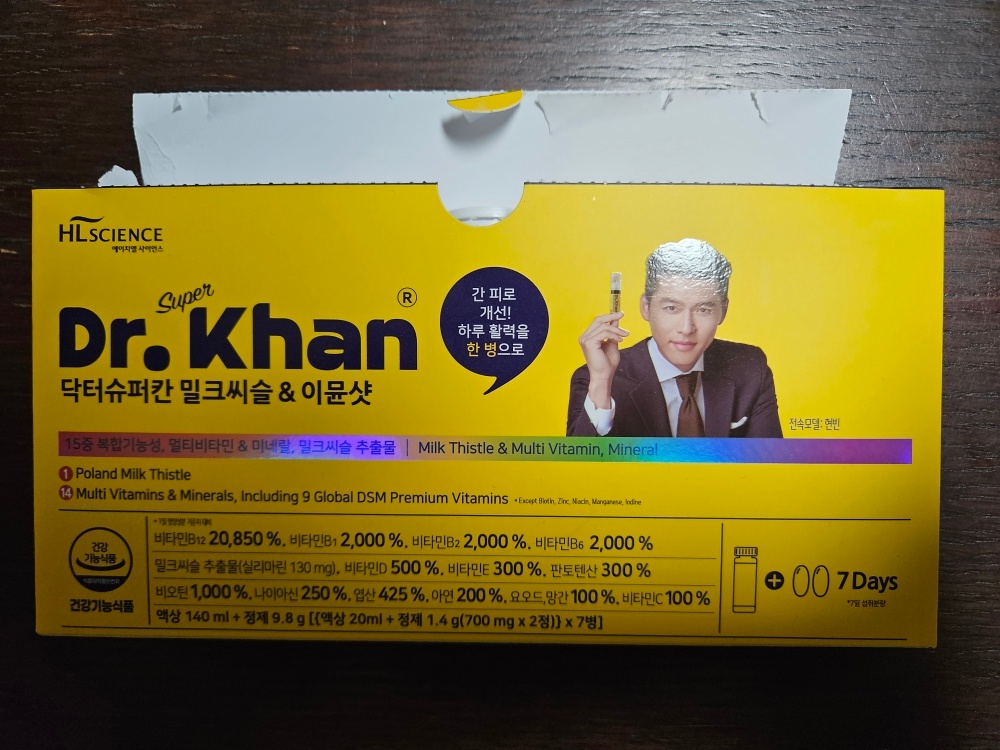 HLSCIENCE
에이치엘 사이언스
Super
Dr. Khan®
닥터슈퍼칸 밀크씨슬 & 이뮨샷
간 피로
개선!
하루 활력을
한 병으로
전속모델: 현빈
15중 복합기능성, 멀티비타민 & 미네랄, 밀크씨슬 추출물 | Milk Thistle & Multi Vitamin, Mineral
1 Poland Milk Thistle
14 Multi Vitamins & Minerals, Including 9 Global DSM Premium Vitamins * Except Biotin, Zinc, Niacin, Manganese, Iodine
건강
기능식품
건강기능식품
비타민B12 20,850 %, 비타민B1 2,000 %, 비타민B2 2,000 %, 비타민B6 2,000 %
밀크씨슬 추출물(실리마린 130 mg), 비타민D 500 %, 비타민E 300 %, 판토텐산 300 %
비오틴 1,000 %, 나이아신 250 %, 엽산 425 %, 아연 200 %, 요오드,망간 100 %, 비타민C 100 %
액상 140 ml + 정제 9.8 g [{액상 20ml + 정제 1.4 g(700 mg x 2정)} x 7병]
+ 7 Days
*7일 섭취분량